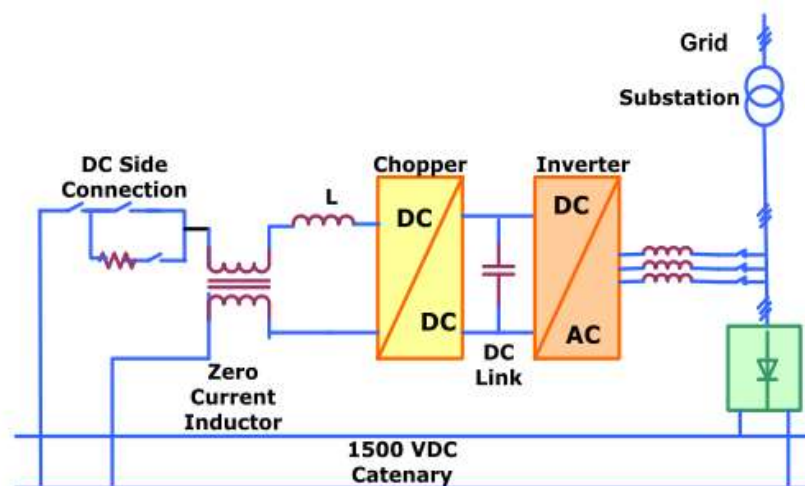 Grid
Substation
DC Side
Connection
L
Chopper
Inverter
DC
DC
DC
AC
DC
Link
Zero
Current
Inductor
1500 VDC
Catenary